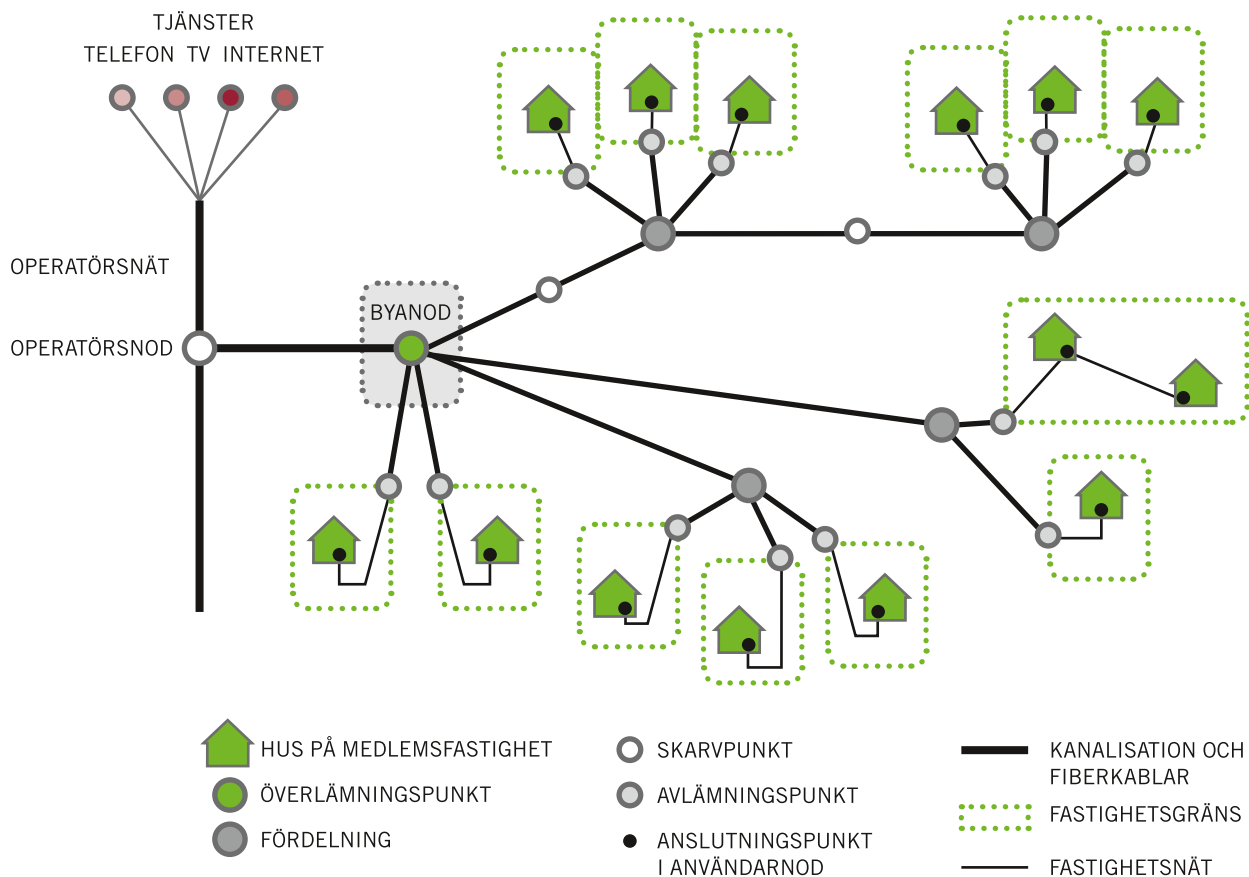 TJÄNSTER
TELEFON TV INTERNET
OPERATÖRSNÄT
BYANOD
OPERATÖRSNOD
HUS PÅ MEDLEMSFASTIGHET
ÖVERLÄMNINGSPUNKT
FÖRDELNING
SKARVPUNKT
AVLÄMNINGSPUNKT
ANSLUTNINGSPUNKT
I ANVÄNDARNOD
KANALISATION OCH
FIBERKABLAR
FASTIGHETSGRÄNS
FASTIGHETSNÄT